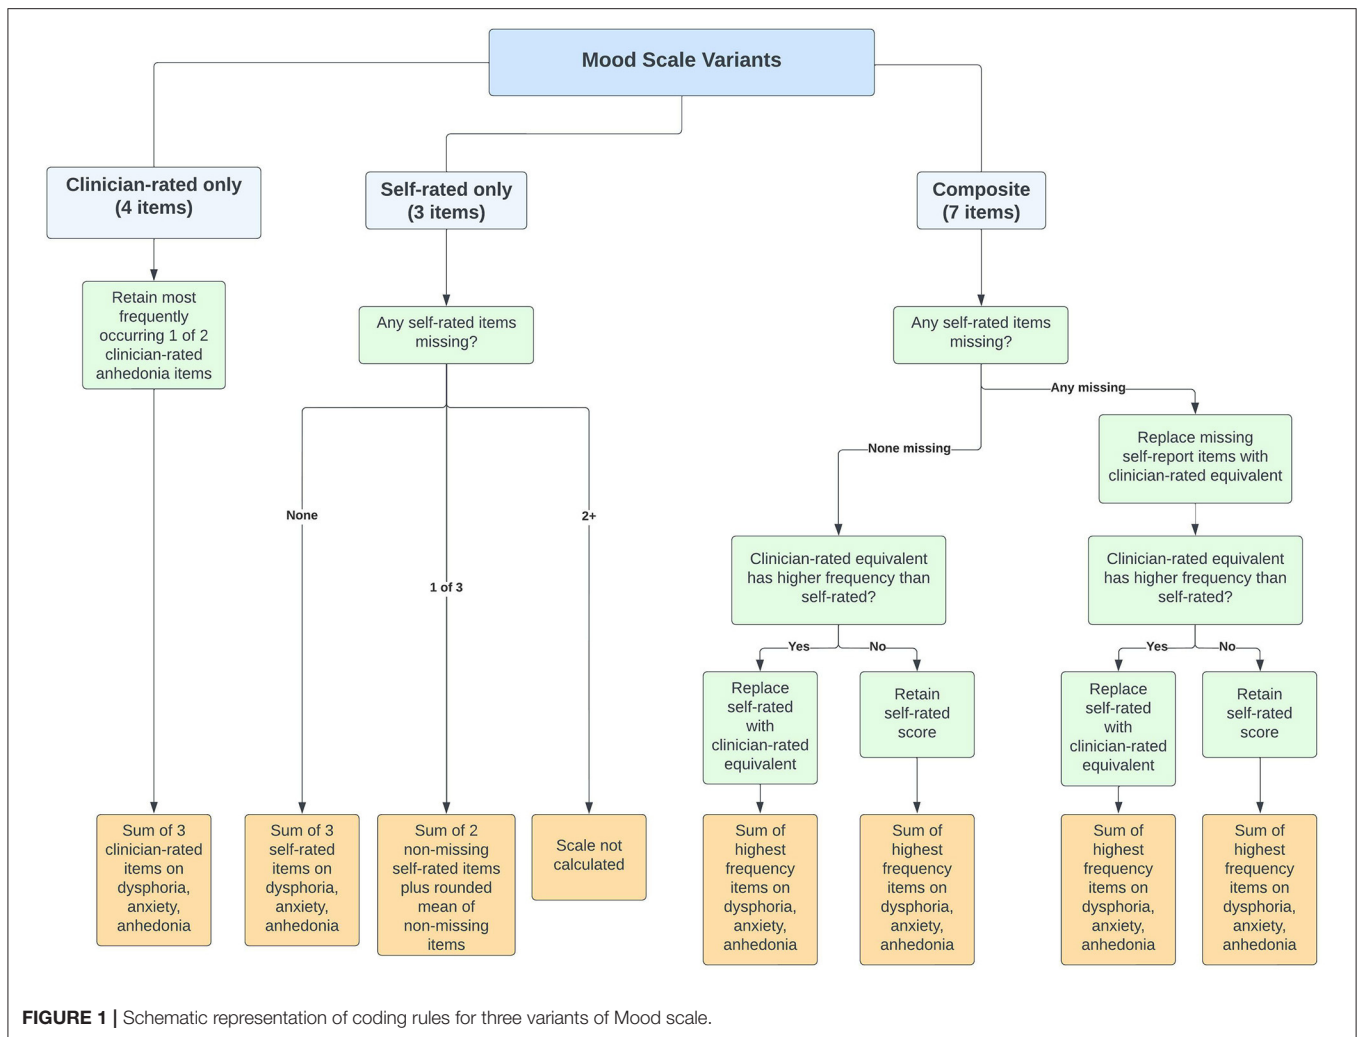 Mood Scale Variants
Clinician-rated only
(4 items)
Self-rated only
(3 items)
Composite
(7 items)
Retain most
frequently
occurring 1 of 2
clinician-rated
anhedonia items
Any self-rated items
missing?
Any self-rated items
missing?
Any missing
None missing
Replace missing
self-report items with
clinician-rated equivalent
None
1 of 3
2+
Clinician-rated equivalent
has higher frequency than
self-rated?
Clinician-rated equivalent
has higher frequency than
self-rated?
Yes
No
Yes
No
Replace
self-rated
with
clinician-rated
equivalent
Retain
self-rated
score
Replace
self-rated
with
clinician-rated
equivalent
Retain
self-rated
score
Sum of 3
clinician-rated
items on
dysphoria,
anxiety,
anhedonia
Sum of 3
self-rated
items on
dysphoria,
anxiety,
anhedonia
Sum of 2
non-missing
self-rated items
plus rounded
mean of
non-missing
items
Scale not
calculated
Sum of
highest
frequency
items on
dysphoria,
anxiety,
anhedonia
Sum of
highest
frequency
items on
dysphoria,
anxiety,
anhedonia
Sum of
highest
frequency
items on
dysphoria,
anxiety,
anhedonia
Sum of
highest
frequency
items on
dysphoria,
anxiety,
anhedonia
FIGURE 1 | Schematic representation of coding rules for three variants of Mood scale.